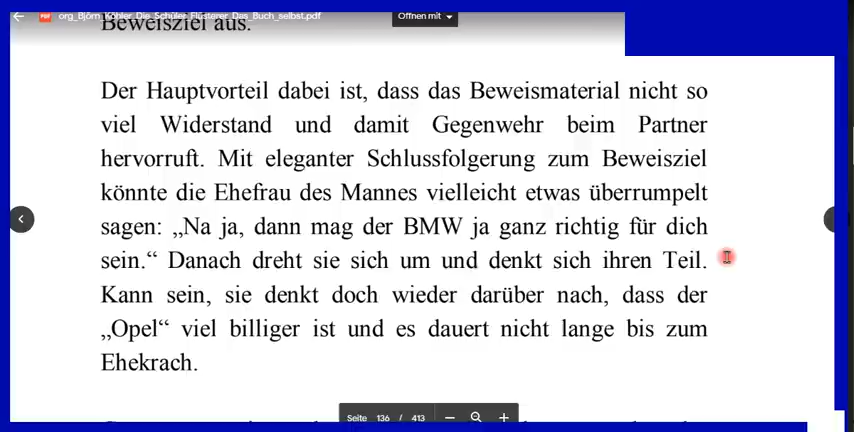 org_Björn_Köhler_Die_Schüler_Flüsterer_Das_Buch_selbst.pdf
Öffnen mit
Beweisziel aus.
Der Hauptvorteil dabei ist, dass das Beweismaterial nicht so
viel Widerstand und damit Gegenwehr beim Partner
hervorruft. Mit eleganter Schlussfolgerung zum Beweisziel
könnte die Ehefrau des Mannes vielleicht etwas überrumpelt
sagen: „Na ja, dann mag der BMW ja ganz richtig für dich
sein.“ Danach dreht sie sich um und denkt sich ihren Teil.
Kann sein, sie denkt doch wieder darüber nach, dass der
„Opel“ viel billiger ist und es dauert nicht lange bis zum
Ehekrach.
Seite 136 / 413